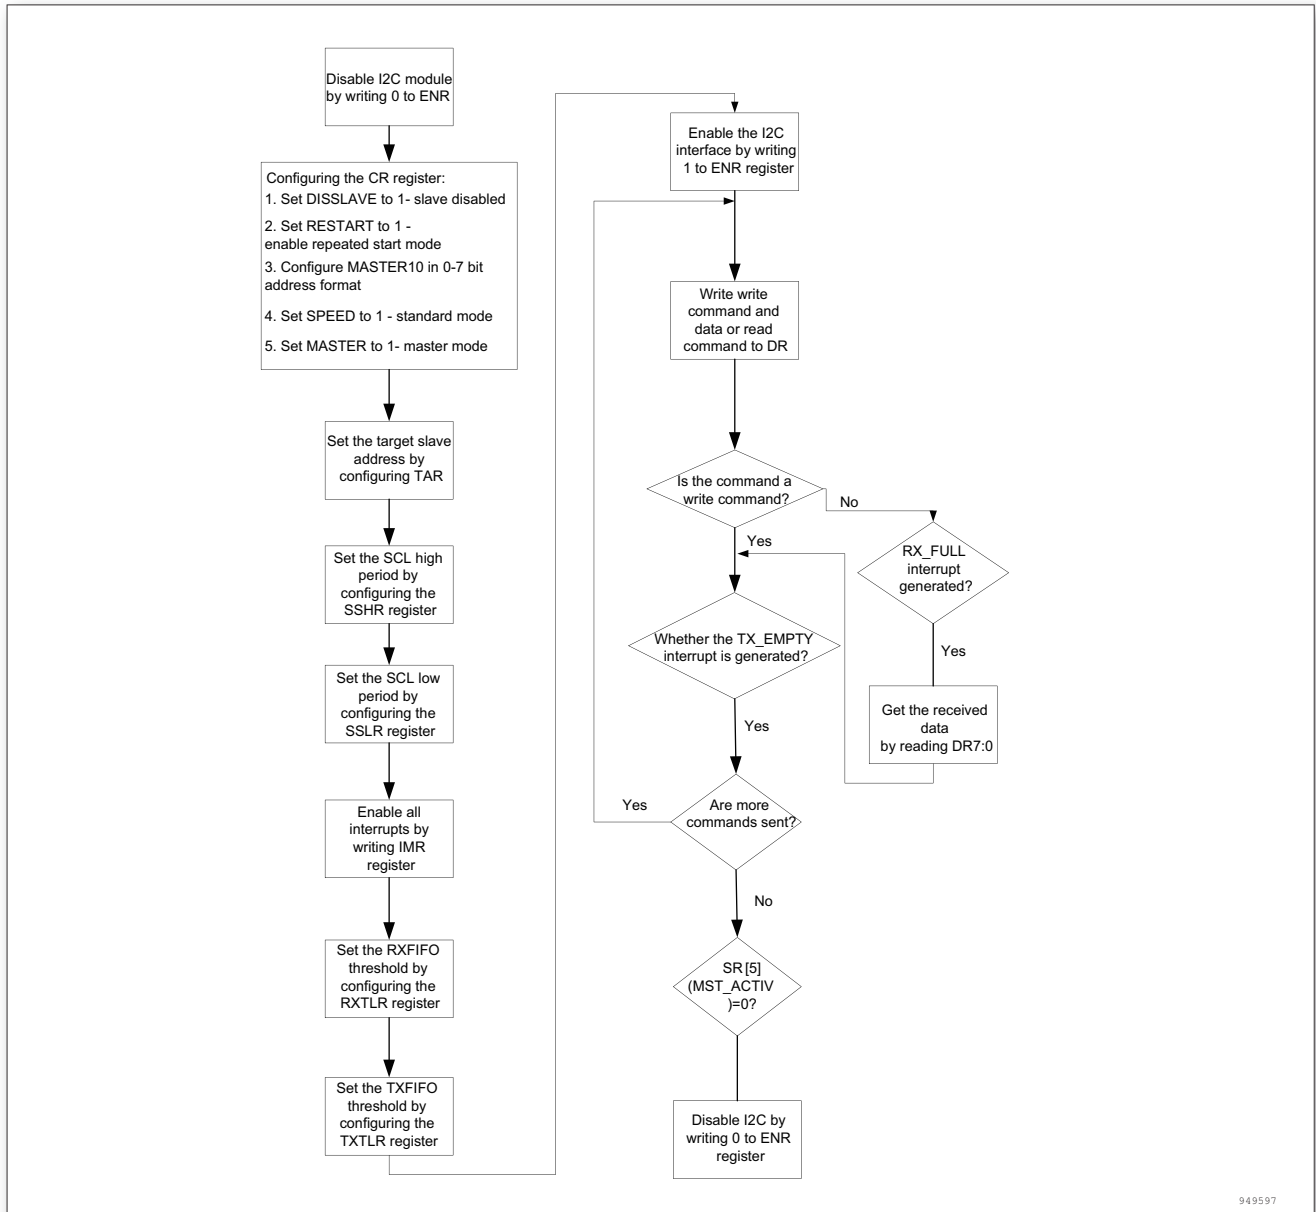 Disable I2C module
by writing 0 to ENR
Configuring the CR register:
1. Set DISSLAVE to 1- slave disabled
2. Set RESTART to 1 -
enable repeated start mode
3. Configure MASTER10 in 0-7 bit
address format
4. Set SPEED to 1 - standard mode
5. Set MASTER to 1- master mode
Set the target slave
address by
configuring TAR
Set the SCL high
period by
configuring the
SSHR register
Set the SCL low
period by
configuring the
SSLR register
Enable all
interrupts by
writing IMR
register
Set the RXFIFO
threshold by
configuring the
RXTLR register
Set the TXFIFO
threshold by
configuring the
TXTLR register
Enable the I2C
interface by writing
1 to ENR register
Write write
command and
data or read
command to DR
Is the command a
write command?
No
Yes
RX_FULL
interrupt
generated?
Yes
Get the received
data
by reading DR7:0
Whether the TX_EMPTY
interrupt is generated?
Yes
Are more
commands sent?
Yes
No
SR[5]
(MST_ACTIV
)=0?
Disable I2C by
writing 0 to ENR
register
949597